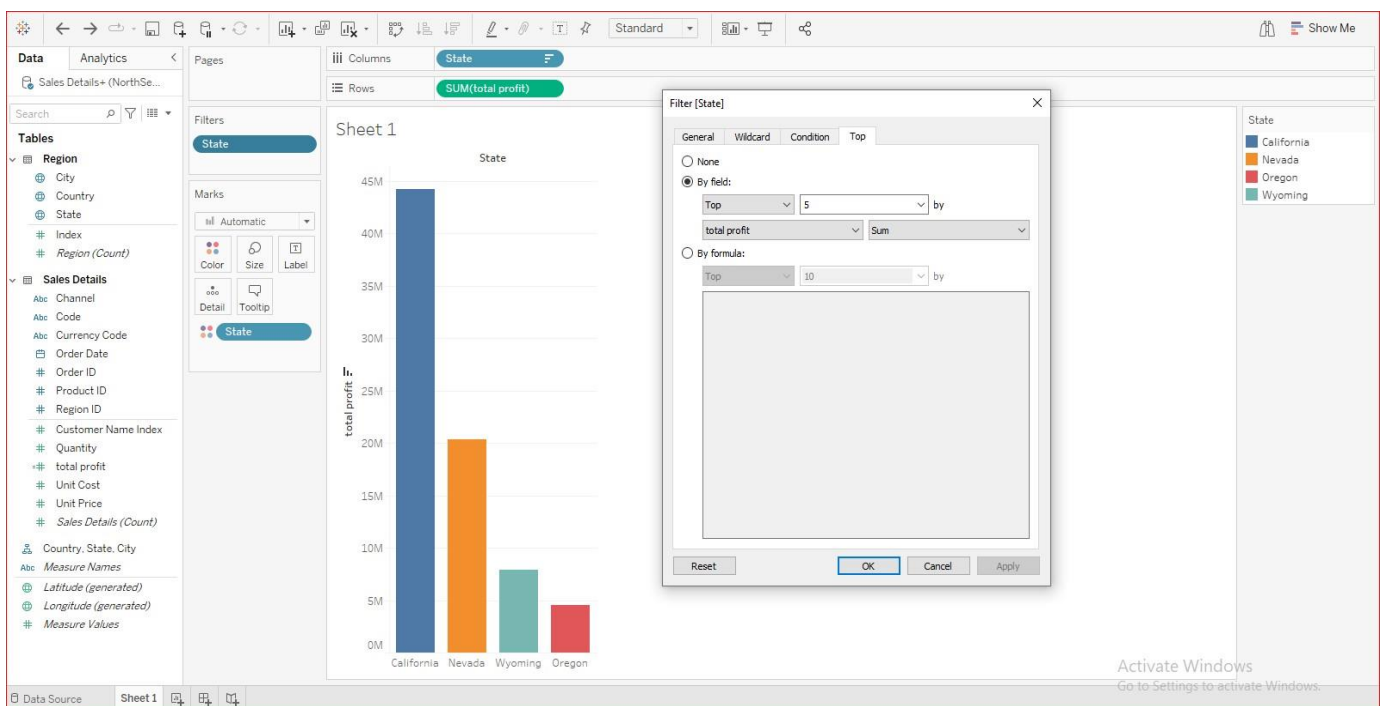 Standard
Show Me
Data
Analytics
Sales Details+ (NorthSe...
Search
Tables
Region
City
Country
State
Index
Region (Count)
Sales Details
Abc Channel
Abc Code
Abc Currency Code
Order Date
# Order ID
# Product ID
# Region ID
# Customer Name Index
# Quantity
=# total profit
# Unit Cost
# Unit Price
# Sales Details (Count)
Country, State, City
Abc Measure Names
Latitude (generated)
Longitude (generated)
# Measure Values
Pages
Filters
State
Marks
Automatic
Color Size Label
Detail Tooltip
State
iii Columns
State
Rows
SUM(total profit)
Sheet 1
State
total profit
45M
40M
35M
30M
25M
20M
15M
10M
5M
0M
California Nevada Wyoming Oregon
Filter [State]
General Wildcard Condition Top
None
By field:
Top 5 by
total profit Sum
By formula:
Top 10 by
Reset OK Cancel Apply
State
California
Nevada
Oregon
Wyoming
Activate Windows
Go to Settings to activate Windows.
Data Source Sheet 1